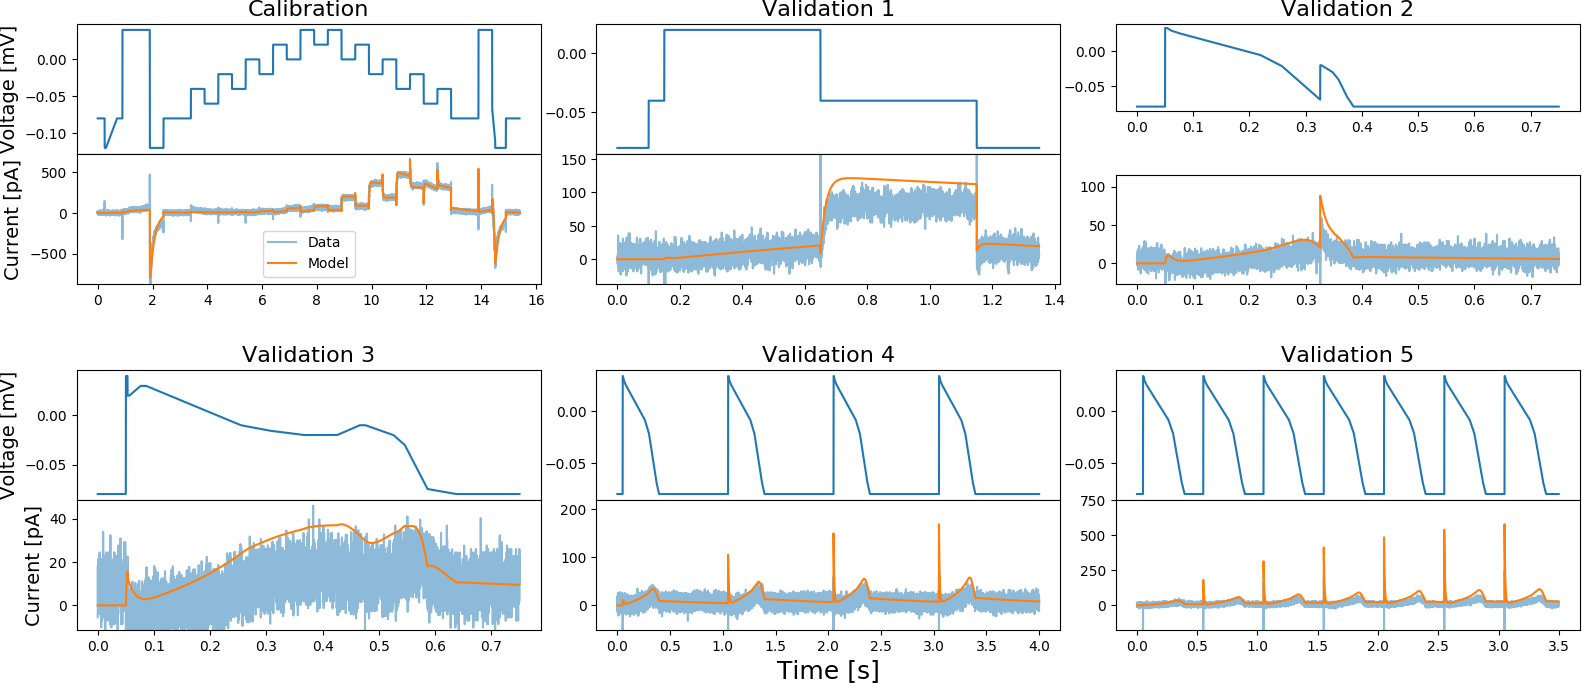 Calibration
Validation 1
Validation 2
Voltage [mV]
0.00
−0.05
−0.10
0.00
−0.05
0.00
−0.05
0.0 0.1 0.2 0.3 0.4 0.5 0.6 0.7
Current [pA]
500
0
−500
Data
Model
0 2 4 6 8 10 12 14 16
150
100
50
0
0.0 0.2 0.4 0.6 0.8 1.0 1.2 1.4
100
50
0
0.0 0.1 0.2 0.3 0.4 0.5 0.6 0.7
Validation 3
Validation 4
Validation 5
Voltage [mV]
0.00
−0.05
0.00
−0.05
0.00
−0.05
Current [pA]
40
20
0
0.0 0.1 0.2 0.3 0.4 0.5 0.6 0.7
200
100
0
0.0 0.5 1.0 1.5 2.0 2.5 3.0 3.5 4.0
750
500
250
0
0.0 0.5 1.0 1.5 2.0 2.5 3.0 3.5
Time [s]